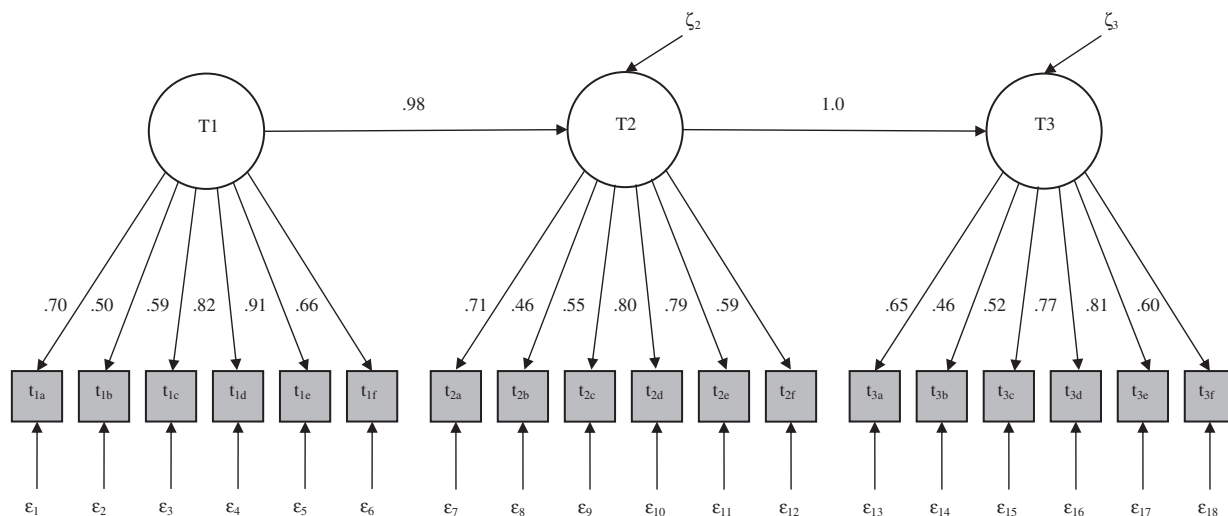 ζ2 ζ3
T1 .98 T2 1.0 T3
.70 .50 .59 .82 .91 .66 .71 .46 .55 .80 .79 .59 .65 .46 .52 .77 .81 .60
t1a t1b t1c t1d t1e t1f t2a t2b t2c t2d t2e t2f t3a t3b t3c t3d t3e t3f
ε1 ε2 ε3 ε4 ε5 ε6 ε7 ε8 ε9 ε10 ε11 ε12 ε13 ε14 ε15 ε16 ε17 ε18